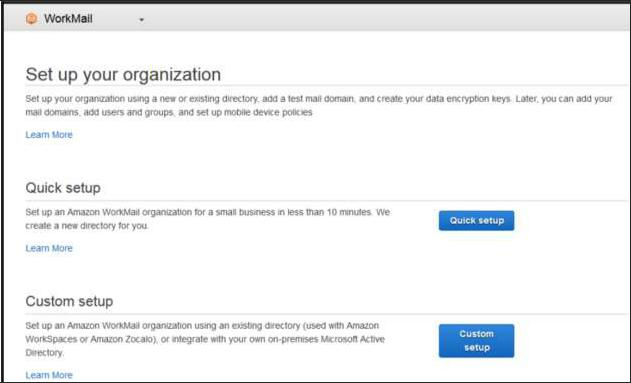 WorkMail
Set up your organization
Set up your organization using a new or existing directory, add a test mail domain, and create your data encryption keys. Later, you can add your
mail domains, add users and groups, and set up mobile device policies
Learn More
Quick setup
Set up an Amazon WorkMail organization for a small business in less than 10 minutes. We
create a new directory for you.
Quick setup
Learn More
Custom setup
Set up an Amazon WorkMail organization using an existing directory (used with Amazon
WorkSpaces or Amazon Zocalo), or integrate with your own on-premises Microsoft Active
Directory.
Custom
setup
Learn More